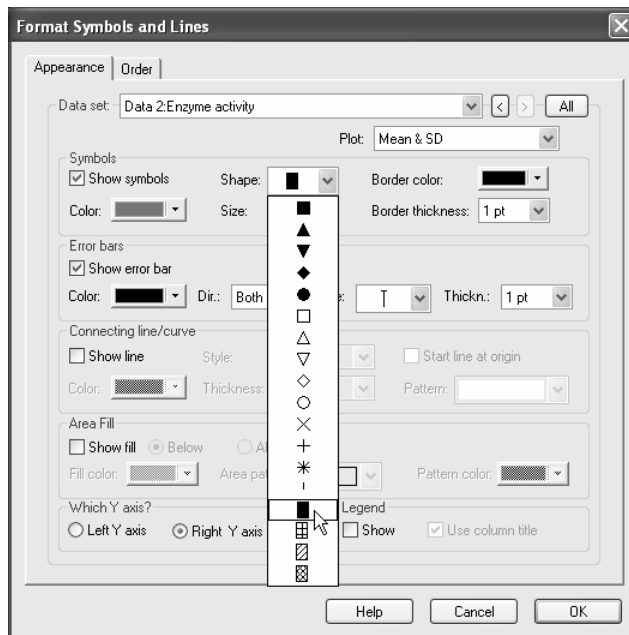 Format Symbols and Lines
Appearance Order
Data set: Data 2:Enzyme activity < > All
Plot: Mean & SD
Symbols
Show symbols Shape: Border color:
Color: Size: Border thickness: 1 pt
Error bars
Show error bar
Color: Dir.: Both e: Thickn.: 1 pt
Connecting line/curve
Show line Style: Start line at origin
Color: Thickness: Pattern:
Area Fill
Show fill Below
Fill color: Area pat Pattern color:
Which Y axis? Legend
Left Y axis Right Y axis Show Use column title
Help Cancel OK